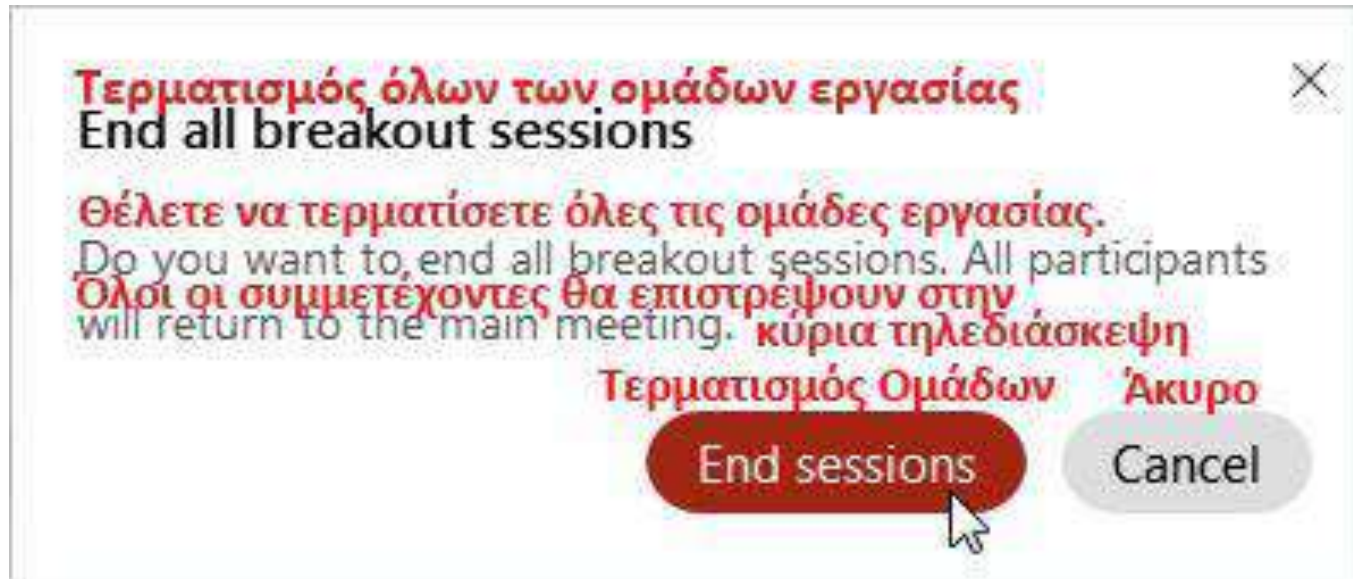 Τερματισμός όλων των ομάδων εργασίας
End all breakout sessions
Θέλετε να τερματίσετε όλες τις ομάδες εργασίας.
Do you want to end all breakout sessions. All participants
Όλοι οι συμμετέχοντες θα επιστρέψουν στην
will return to the main meeting.
κύρια τηλεδιάσκεψη
Τερματισμός Ομάδων Άκυρο
End sessions Cancel